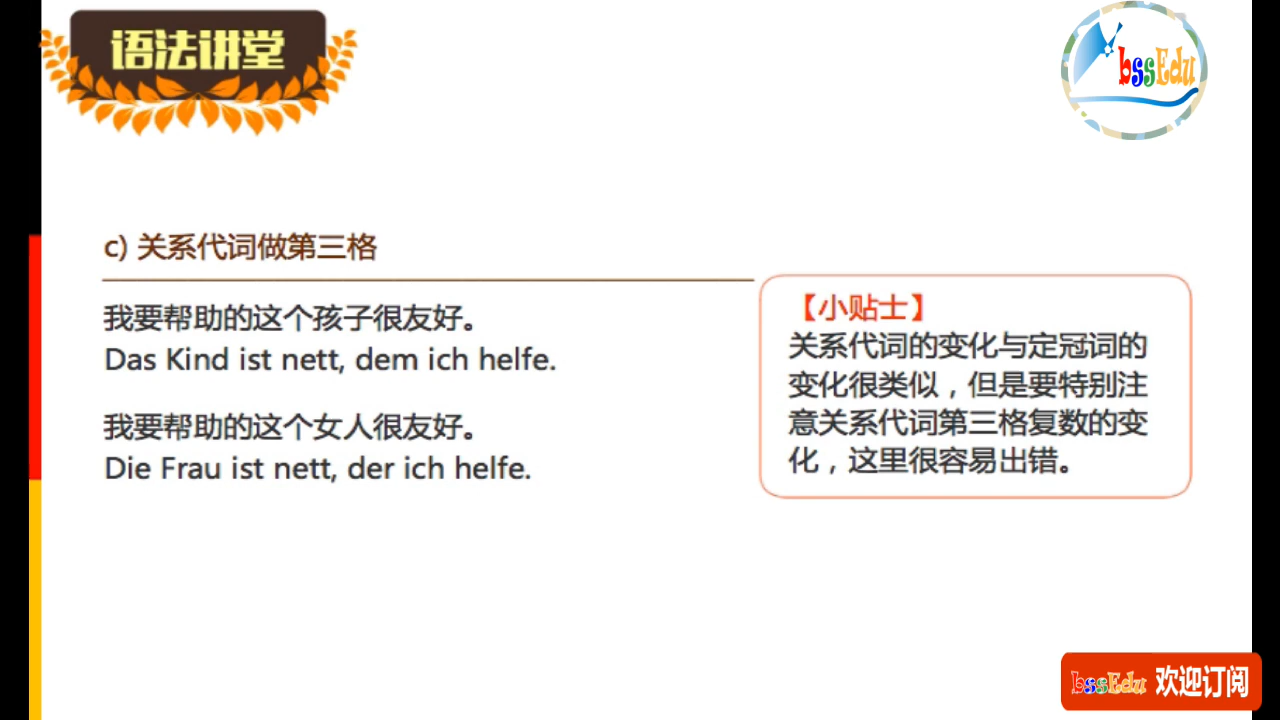 语法讲堂
bssEdu
c) 关系代词做第三格
我要帮助的这个孩子很友好。
Das Kind ist nett, dem ich helfe.
我要帮助的这个女人很友好。
Die Frau ist nett, der ich helfe.
【小贴士】
关系代词的变化与定冠词的
变化很类似，但是要特别注
意关系代词第三格复数的变
化，这里很容易出错。
bssEdu 欢迎订阅